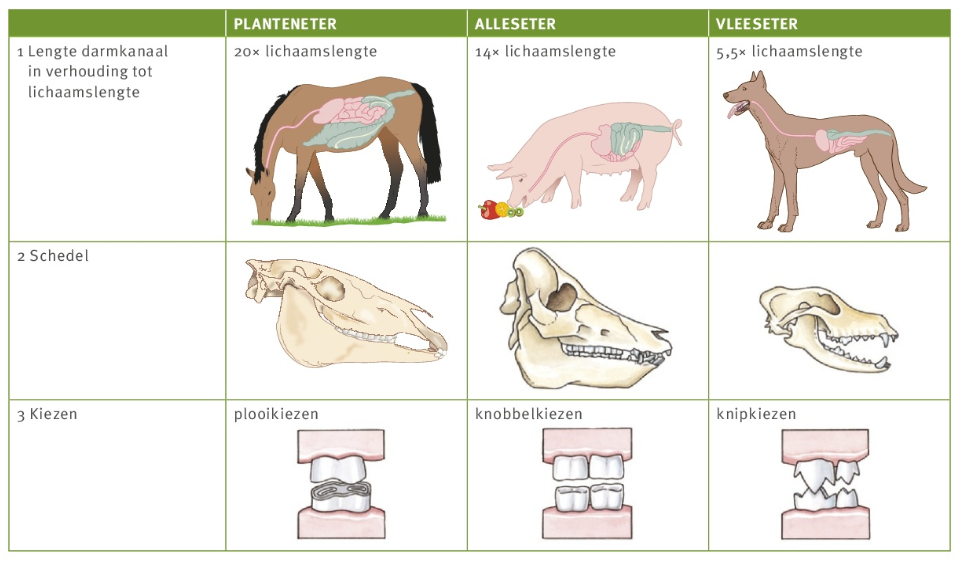 PLANTENETER
ALLESETER
VLEESETER
1 Lengte darmkanaal
in verhouding tot
lichaamslengte
20× lichaamslengte
14× lichaamslengte
5,5× lichaamslengte
2 Schedel
3 Kiezen
plooikiezen
knobbelkiezen
knipkiezen